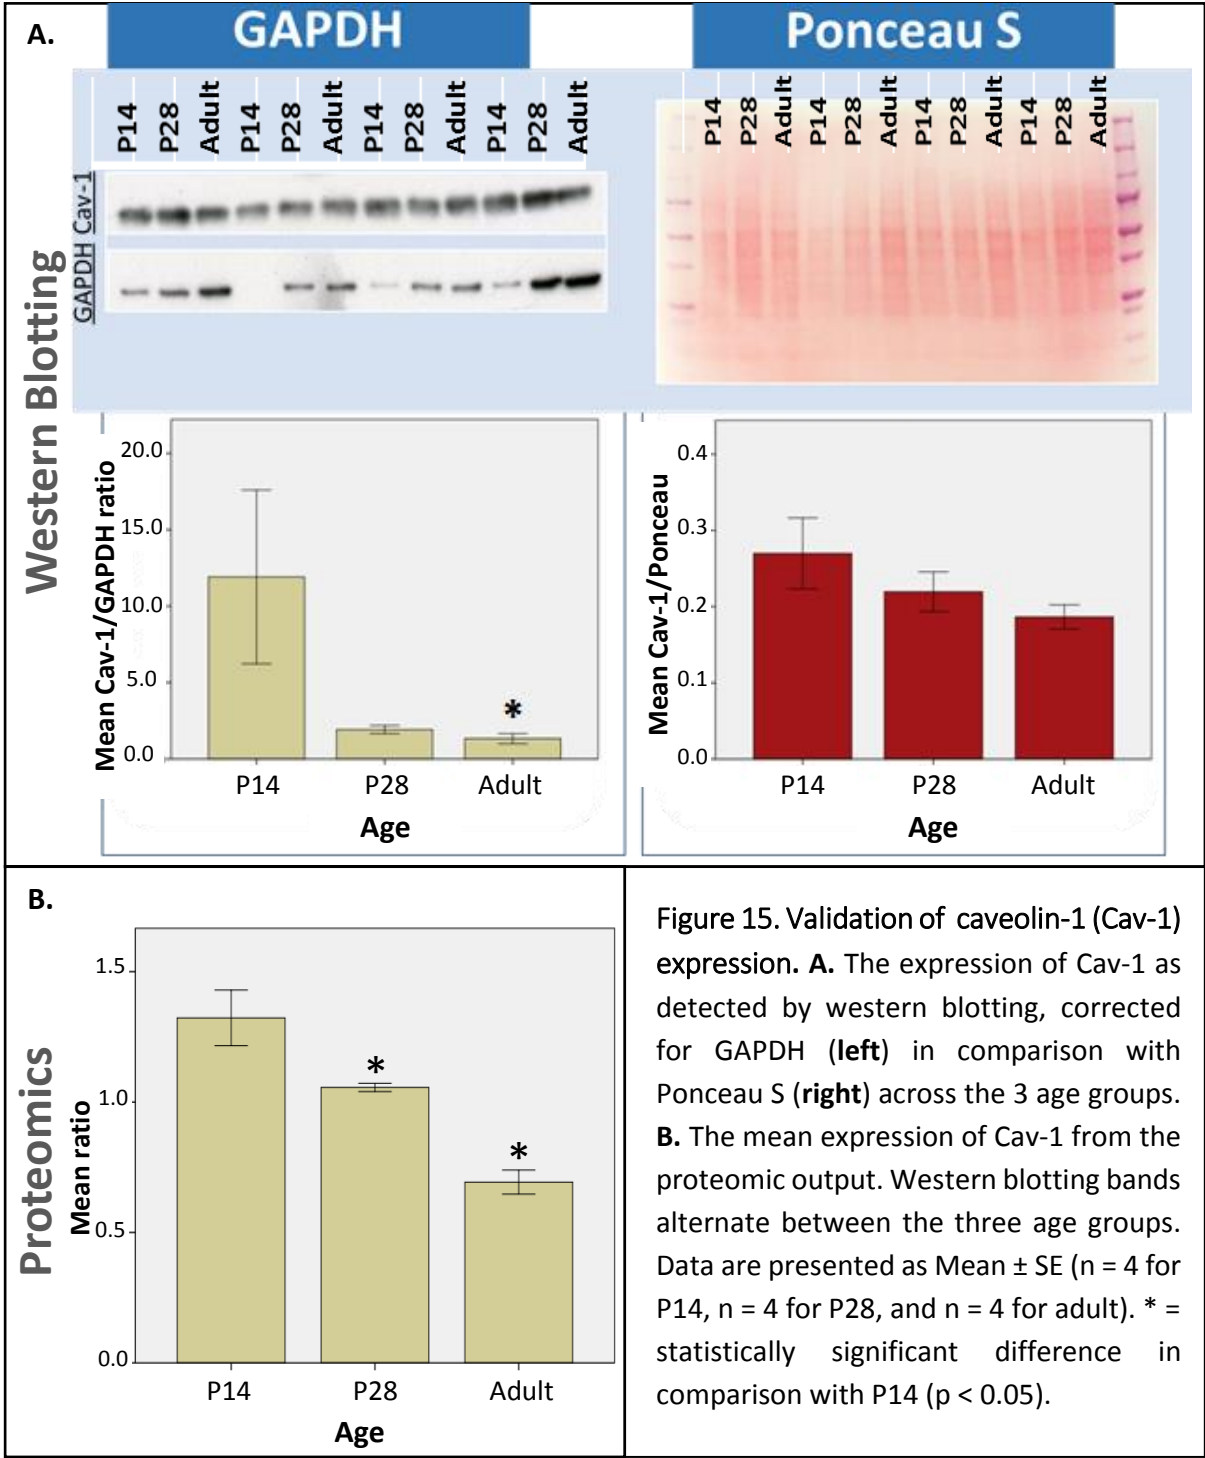 A.
GAPDH
Ponceau S
P14 P28 Adult P14 P28 Adult P14 P28 Adult P14 P28 Adult
P14 P28 Adult P14 P28 Adult P14 P28 Adult P14 P28 Adult
Western Blotting
Cav-1
GAPDH
Mean Cav-1/GAPDH ratio
20.0
15.0
10.0
5.0
0.0
P14 P28 Adult
Age
*
Mean Cav-1/Ponceau
0.4
0.3
0.2
0.1
0.0
P14 P28 Adult
Age
B.
Proteomics
Mean ratio
1.5
1.0
0.5
0.0
*
*
P14 P28 Adult
Age
Figure 15. Validation of caveolin-1 (Cav-1)
expression. A. The expression of Cav-1 as
detected by western blotting, corrected
for GAPDH (left) in comparison with
Ponceau S (right) across the 3 age groups.
B. The mean expression of Cav-1 from the
proteomic output. Western blotting bands
alternate between the three age groups.
Data are presented as Mean ± SE (n = 4 for
P14, n = 4 for P28, and n = 4 for adult). * =
statistically significant difference in
comparison with P14 (p < 0.05).